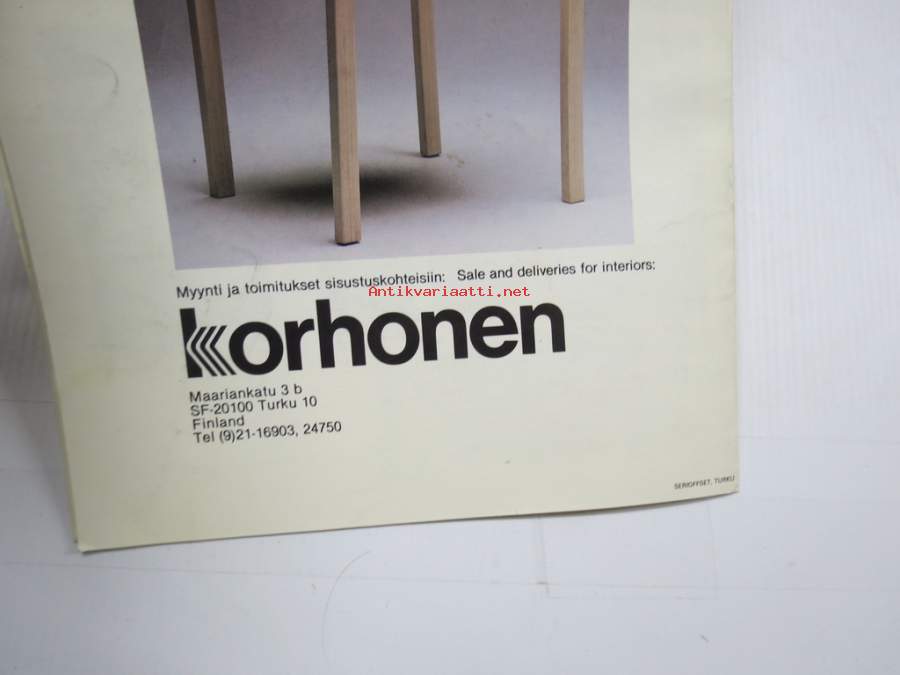 Myynti ja toimitukset sisustuskohteisiin: Sale and deliveries for interiors:
Antikvariaatti.net
korhonen
Maariankatu 3 b
SF-20100 Turku 10
Finland
Tel (9)21-16903, 24750
SERIOFFSET, TURKU